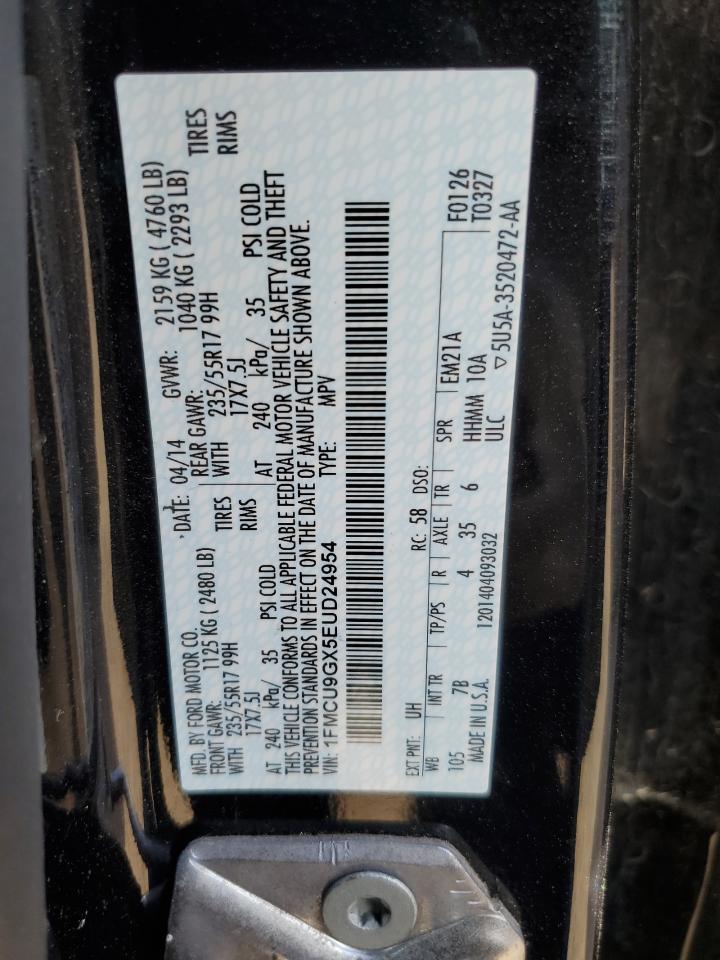 MFD. BY FORD MOTOR CO. DATE: 04/14 GVWR: 2159 KG ( 4760 LB)
FRONT GAWR: 1125 KG ( 2480 LB) REAR GAWR: 1040 KG ( 2293 LB)
WITH 235/55R17 99H TIRES WITH 235/55R17 99H TIRES
17X7.5J RIMS 17X7.5J RIMS
AT 240 kPa/ 35 PSI COLD AT 240 kPa/ 35 PSI COLD
THIS VEHICLE CONFORMS TO ALL APPLICABLE FEDERAL MOTOR VEHICLE SAFETY AND THEFT
PREVENTION STANDARDS IN EFFECT ON THE DATE OF MANUFACTURE SHOWN ABOVE.
VIN: 1FMCU9GX5EUD24954 TYPE: MPV
EXT PNT: UH RC: 58 DSO: F0126
WB INT TR TP/PS R AXLE TR SPR EM21A T0327
105 7B 4 35 6 HHMM 10A
MADE IN U.S.A. 1201404093032 ULC ▽ 5U5A-3520472-AA